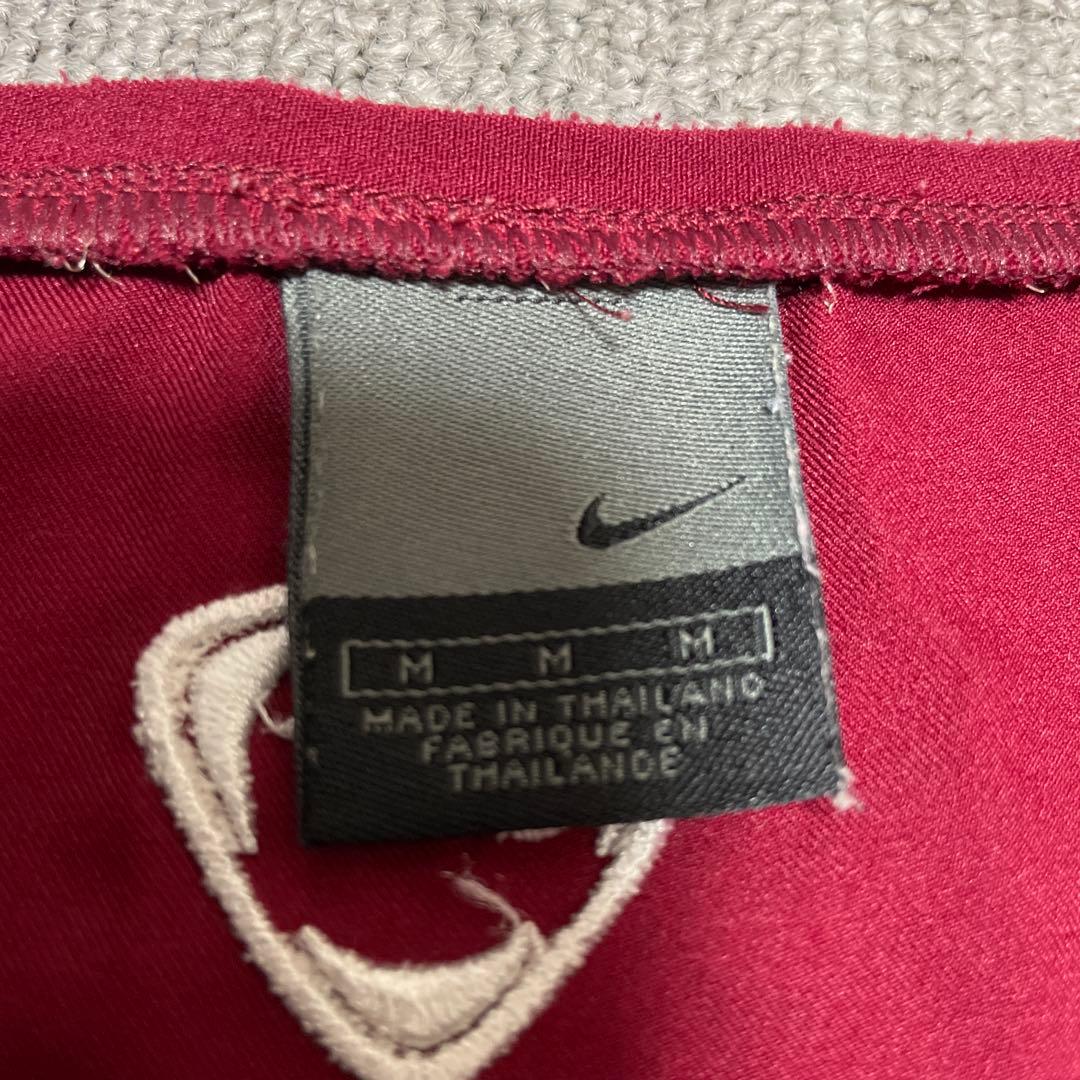 M M M
MADE IN THAILAND
FABRIQUE EN
THAILANDE